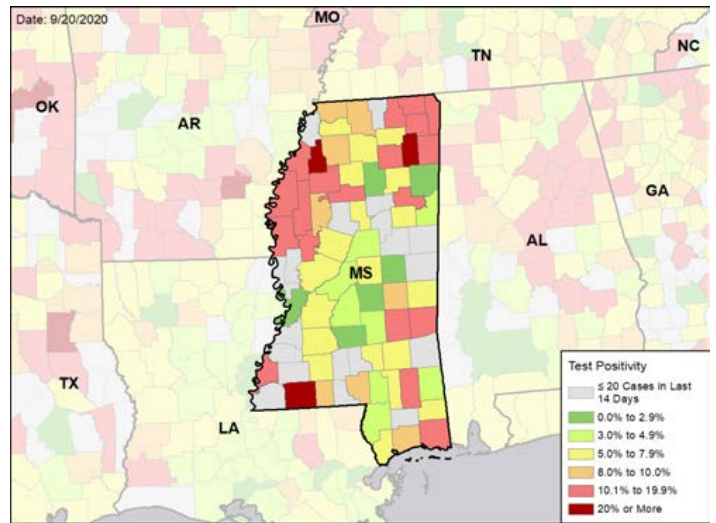 Date: 9/20/2020
MO
TN
NC
OK
AR
GA
AL
MS
TX
LA
Test Positivity
≤ 20 Cases in Last
14 Days
0.0% to 2.9%
3.0% to 4.9%
5.0% to 7.9%
8.0% to 10.0%
10.1% to 19.9%
20% or More